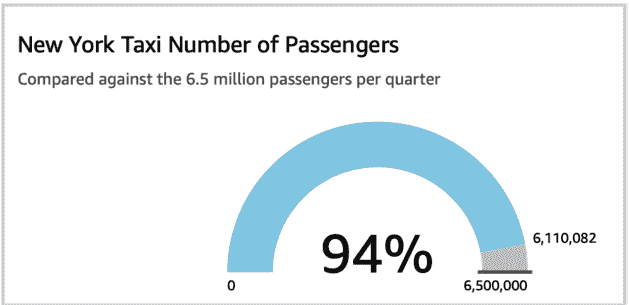 New York Taxi Number of Passengers
Compared against the 6.5 million passengers per quarter
94%
6,110,082
0
6,500,000